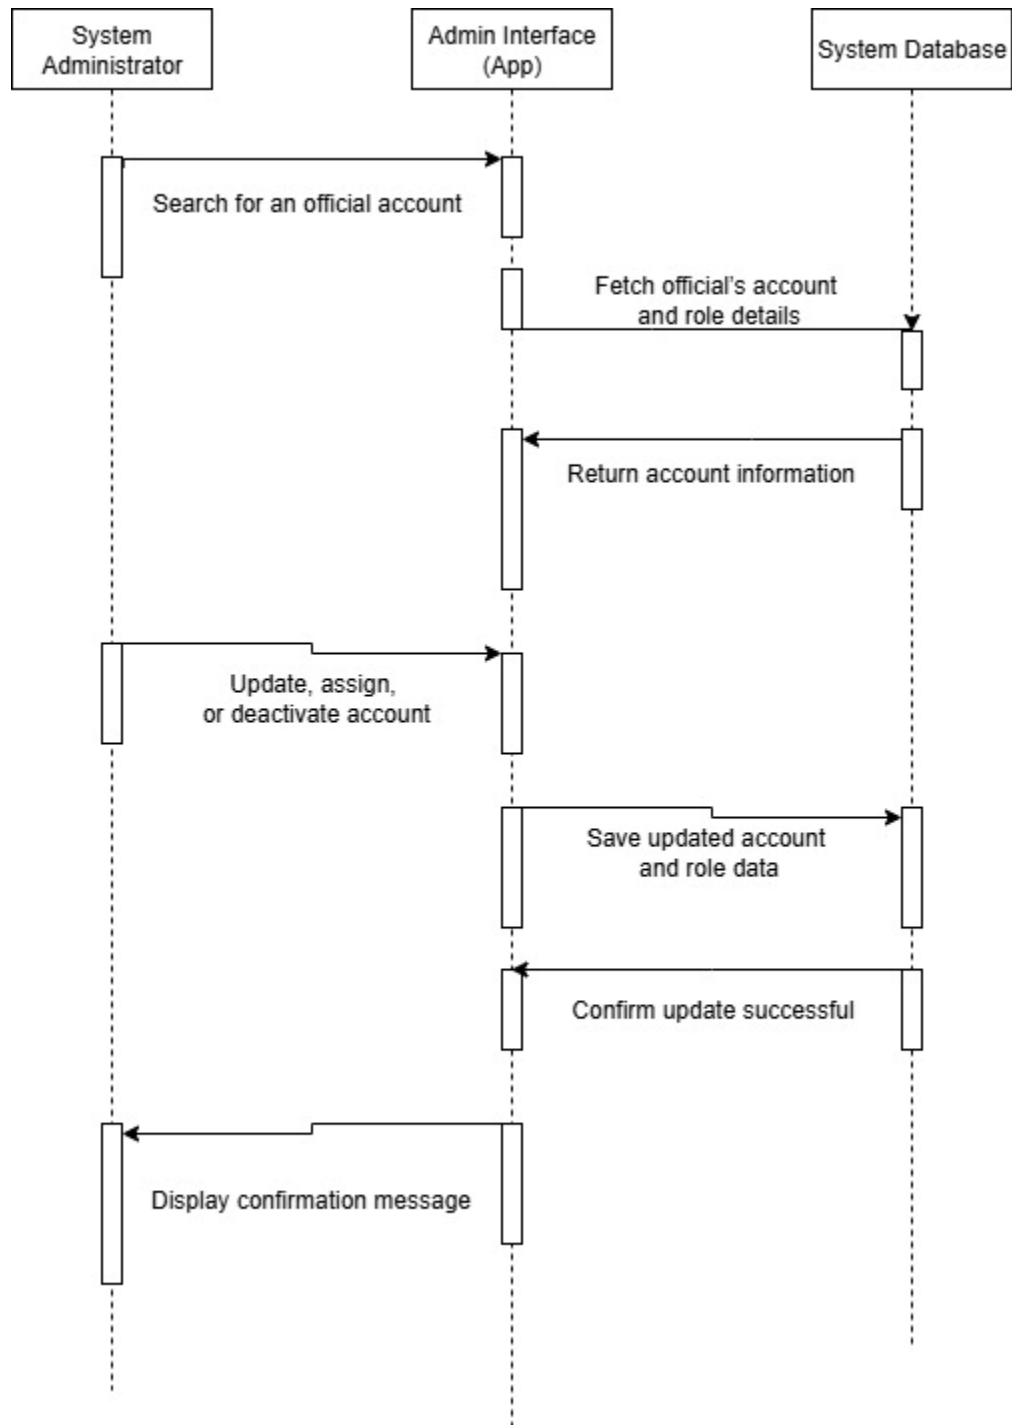 System
Administrator
Admin Interface
(App)
System Database
Search for an official account
Fetch official's account
and role details
Return account information
Update, assign,
or deactivate account
Save updated account
and role data
Confirm update successful
Display confirmation message